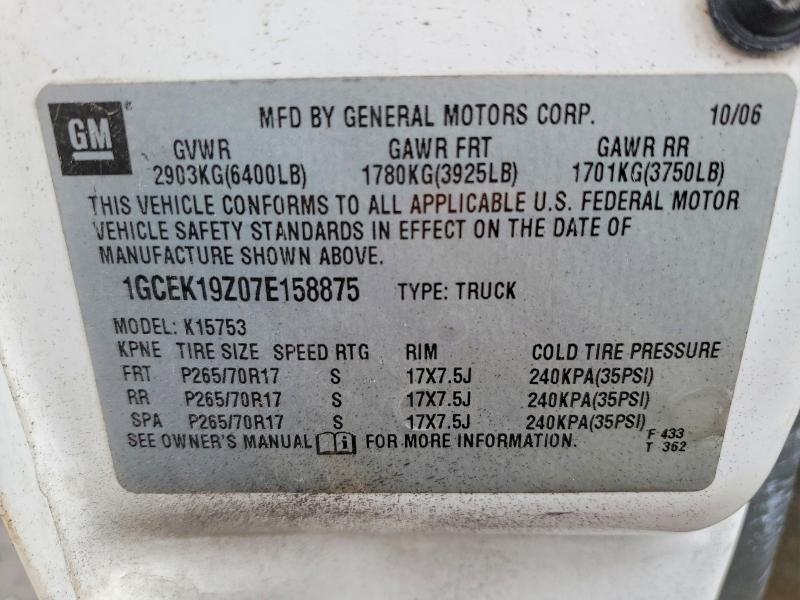 GM
MFD BY GENERAL MOTORS CORP. 10/06
GVWR GAWR FRT GAWR RR
2903KG(6400LB) 1780KG(3925LB) 1701KG(3750LB)
THIS VEHICLE CONFORMS TO ALL APPLICABLE U.S. FEDERAL MOTOR
VEHICLE SAFETY STANDARDS IN EFFECT ON THE DATE OF
MANUFACTURE SHOWN ABOVE.
1GCEK19Z07E158875 TYPE: TRUCK
MODEL: K15753
KPNE TIRE SIZE SPEED RTG RIM COLD TIRE PRESSURE
FRT P265/70R17 S 17X7.5J 240KPA(35PSI)
RR P265/70R17 S 17X7.5J 240KPA(35PSI)
SPA P265/70R17 S 17X7.5J 240KPA(35PSI)
SEE OWNER'S MANUAL i FOR MORE INFORMATION. F 433
T 362